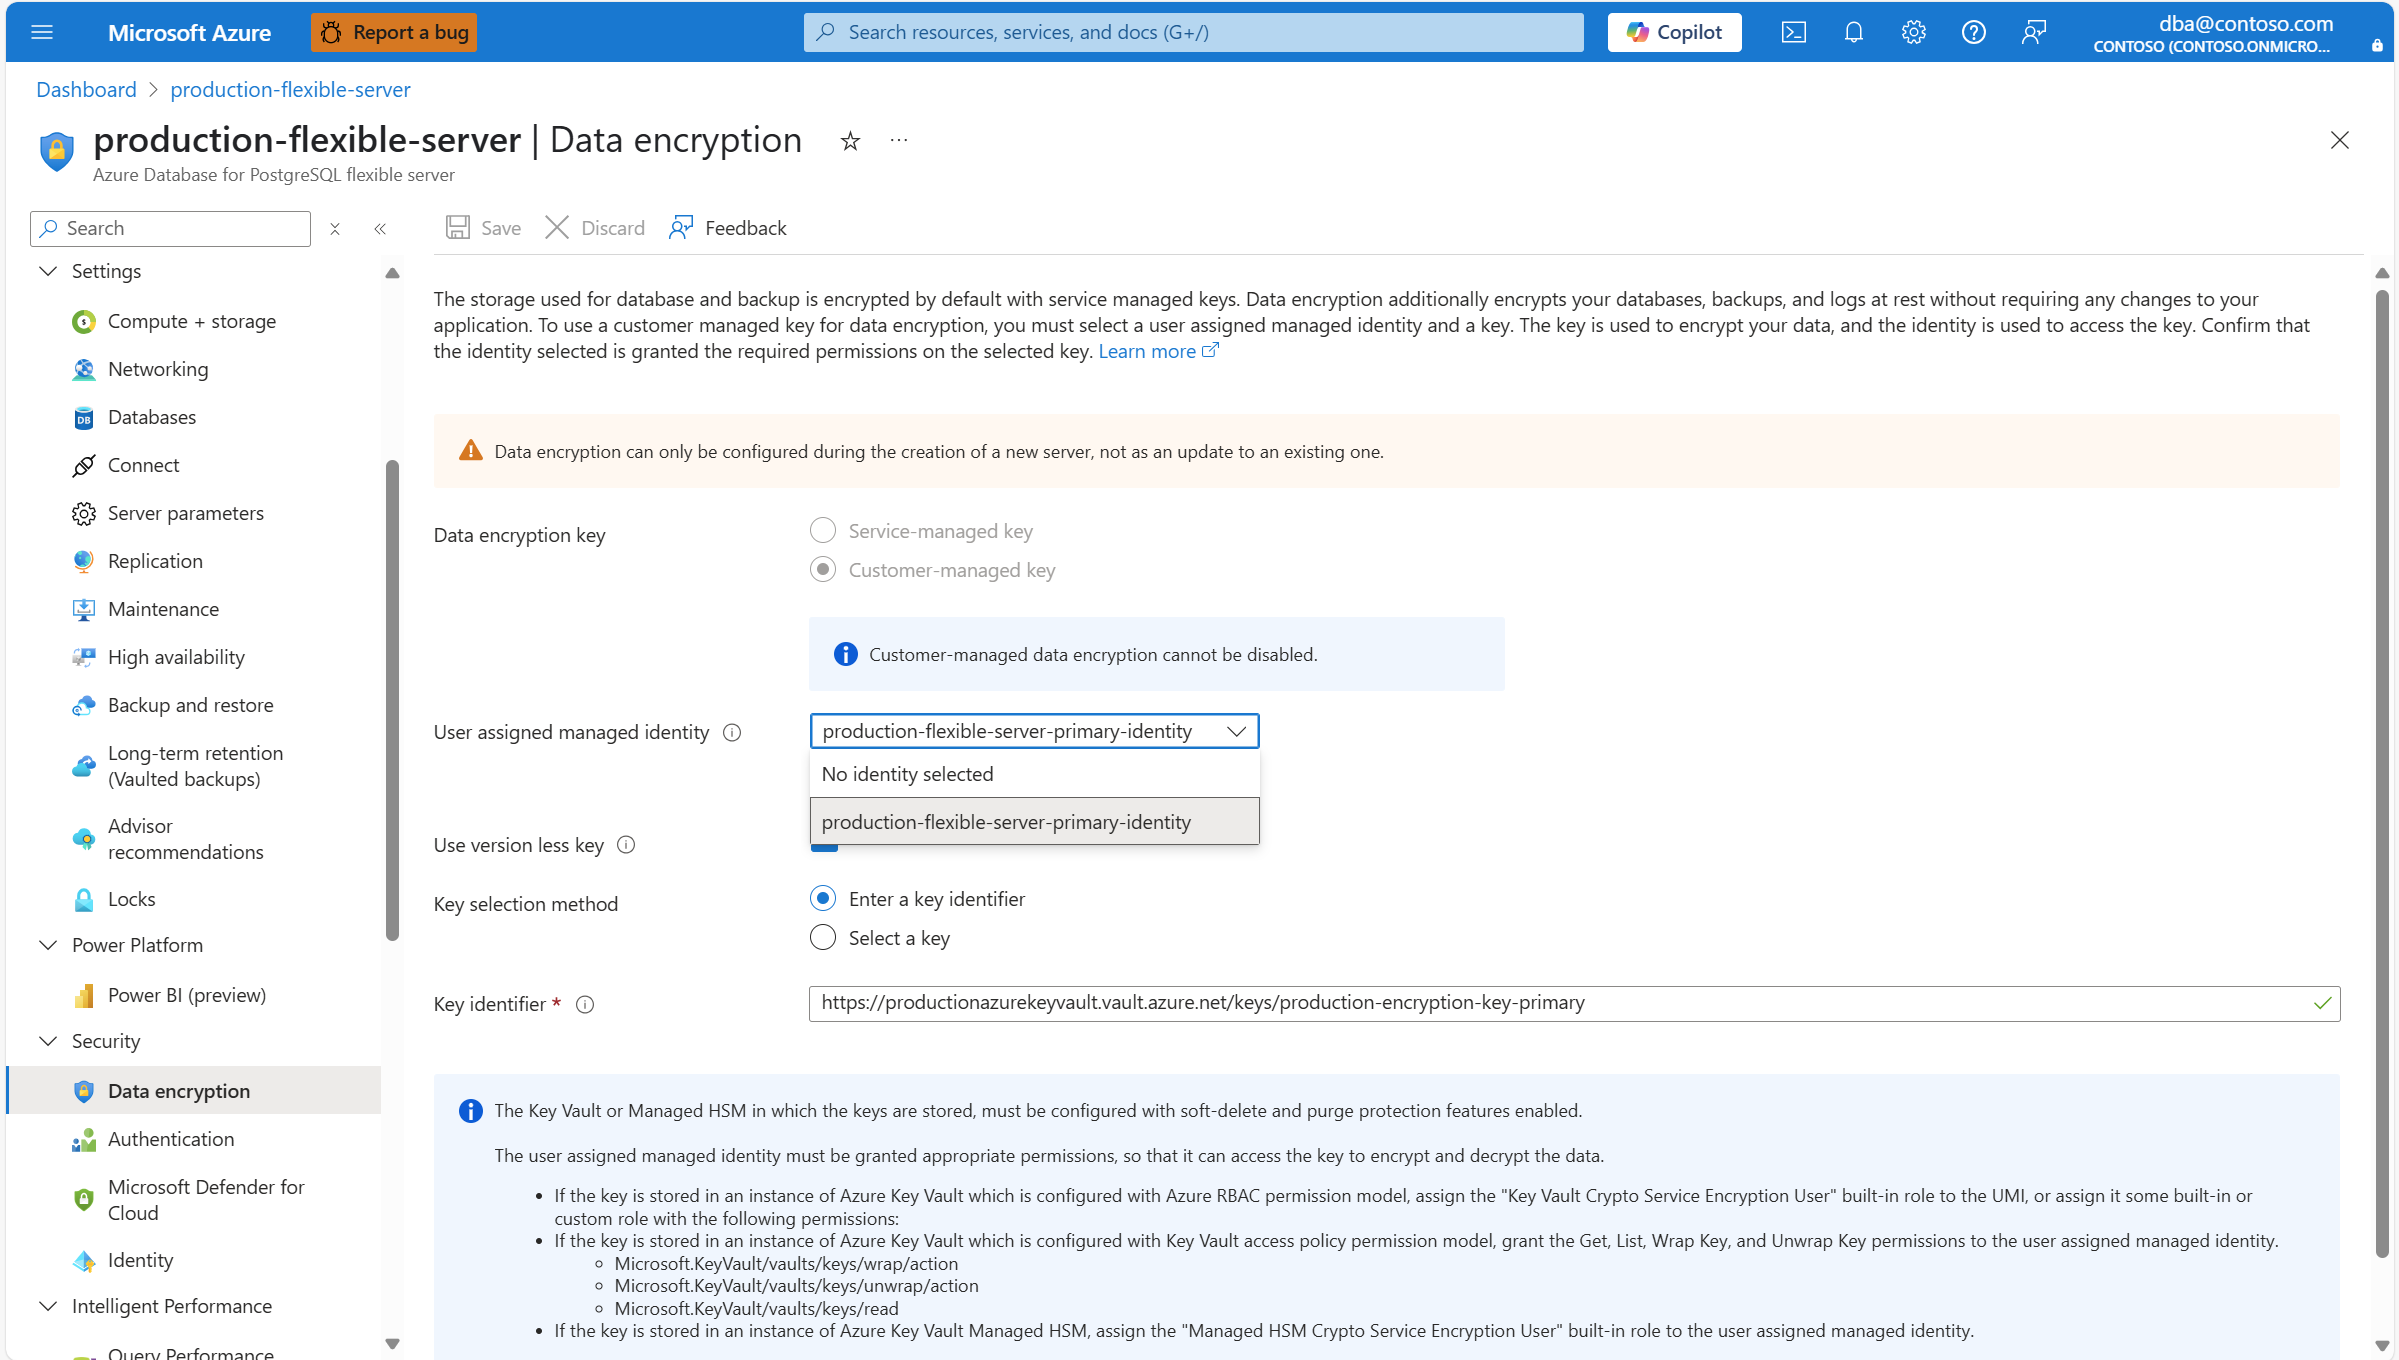 Microsoft Azure
Report a bug
Search resources, services, and docs (G+/)
Copilot
dba@contoso.com
CONTOSO (CONTOSO.ONMICRO...
Dashboard > production-flexible-server
production-flexible-server | Data encryption
Azure Database for PostgreSQL flexible server
Search
Settings
Compute + storage
Networking
Databases
Connect
Server parameters
Replication
Maintenance
High availability
Backup and restore
Long-term retention
(Vaulted backups)
Advisor
recommendations
Locks
Power Platform
Power BI (preview)
Security
Data encryption
Authentication
Microsoft Defender for
Cloud
Identity
Intelligent Performance
Query Performance
Save
Discard
Feedback
The storage used for database and backup is encrypted by default with service managed keys. Data encryption additionally encrypts your databases, backups, and logs at rest without requiring any changes to your
application. To use a customer managed key for data encryption, you must select a user assigned managed identity and a key. The key is used to encrypt your data, and the identity is used to access the key. Confirm that
the identity selected is granted the required permissions on the selected key. Learn more
Data encryption can only be configured during the creation of a new server, not as an update to an existing one.
Data encryption key
Service-managed key
Customer-managed key
Customer-managed data encryption cannot be disabled.
User assigned managed identity
production-flexible-server-primary-identity
No identity selected
production-flexible-server-primary-identity
Use version less key
Key selection method
Enter a key identifier
Select a key
Key identifier *
https://productionazurekeyvault.vault.azure.net/keys/production-encryption-key-primary
The Key Vault or Managed HSM in which the keys are stored, must be configured with soft-delete and purge protection features enabled.
The user assigned managed identity must be granted appropriate permissions, so that it can access the key to encrypt and decrypt the data.
• If the key is stored in an instance of Azure Key Vault which is configured with Azure RBAC permission model, assign the "Key Vault Crypto Service Encryption User" built-in role to the UMI, or assign it some built-in or
custom role with the following permissions:
• If the key is stored in an instance of Azure Key Vault which is configured with Key Vault access policy permission model, grant the Get, List, Wrap Key, and Unwrap Key permissions to the user assigned managed identity.
◦ Microsoft.KeyVault/vaults/keys/wrap/action
◦ Microsoft.KeyVault/vaults/keys/unwrap/action
◦ Microsoft.KeyVault/vaults/keys/read
• If the key is stored in an instance of Azure Key Vault Managed HSM, assign the "Managed HSM Crypto Service Encryption User" built-in role to the user assigned managed identity.